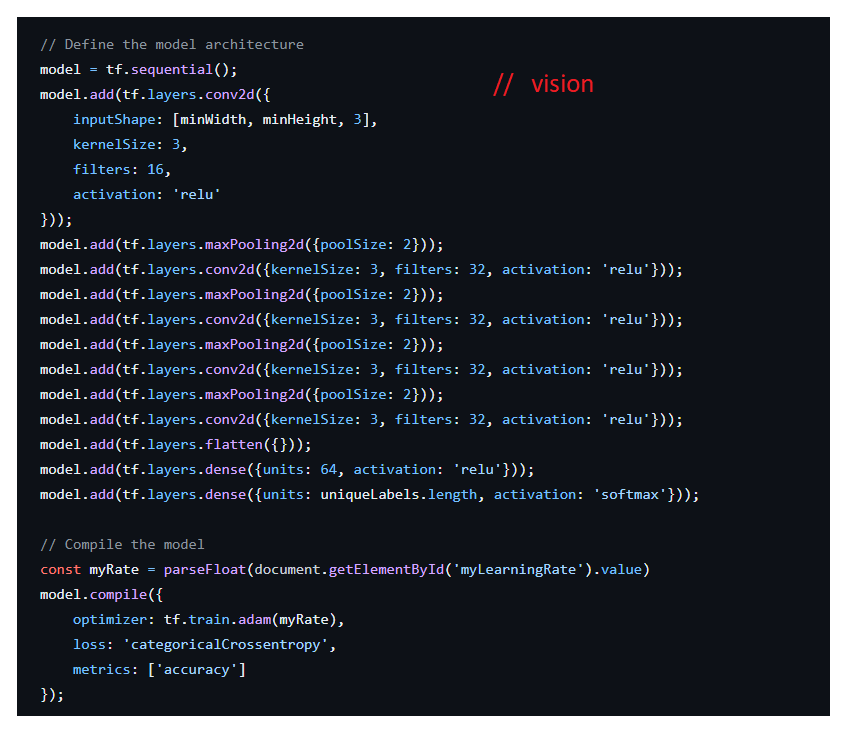 // Define the model architecture
model = tf.sequential();
// vision
model.add(tf.layers.conv2d({
    inputShape: [minWidth, minHeight, 3],
    kernelSize: 3,
    filters: 16,
    activation: 'relu'
}));
model.add(tf.layers.maxPooling2d({poolSize: 2}));
model.add(tf.layers.conv2d({kernelSize: 3, filters: 32, activation: 'relu'}));
model.add(tf.layers.maxPooling2d({poolSize: 2}));
model.add(tf.layers.conv2d({kernelSize: 3, filters: 32, activation: 'relu'}));
model.add(tf.layers.maxPooling2d({poolSize: 2}));
model.add(tf.layers.conv2d({kernelSize: 3, filters: 32, activation: 'relu'}));
model.add(tf.layers.maxPooling2d({poolSize: 2}));
model.add(tf.layers.conv2d({kernelSize: 3, filters: 32, activation: 'relu'}));
model.add(tf.layers.flatten({}));
model.add(tf.layers.dense({units: 64, activation: 'relu'}));
model.add(tf.layers.dense({units: uniqueLabels.length, activation: 'softmax'}));

// Compile the model
const myRate = parseFloat(document.getElementById('myLearningRate').value)
model.compile({
    optimizer: tf.train.adam(myRate),
    loss: 'categoricalCrossentropy',
    metrics: ['accuracy']
});